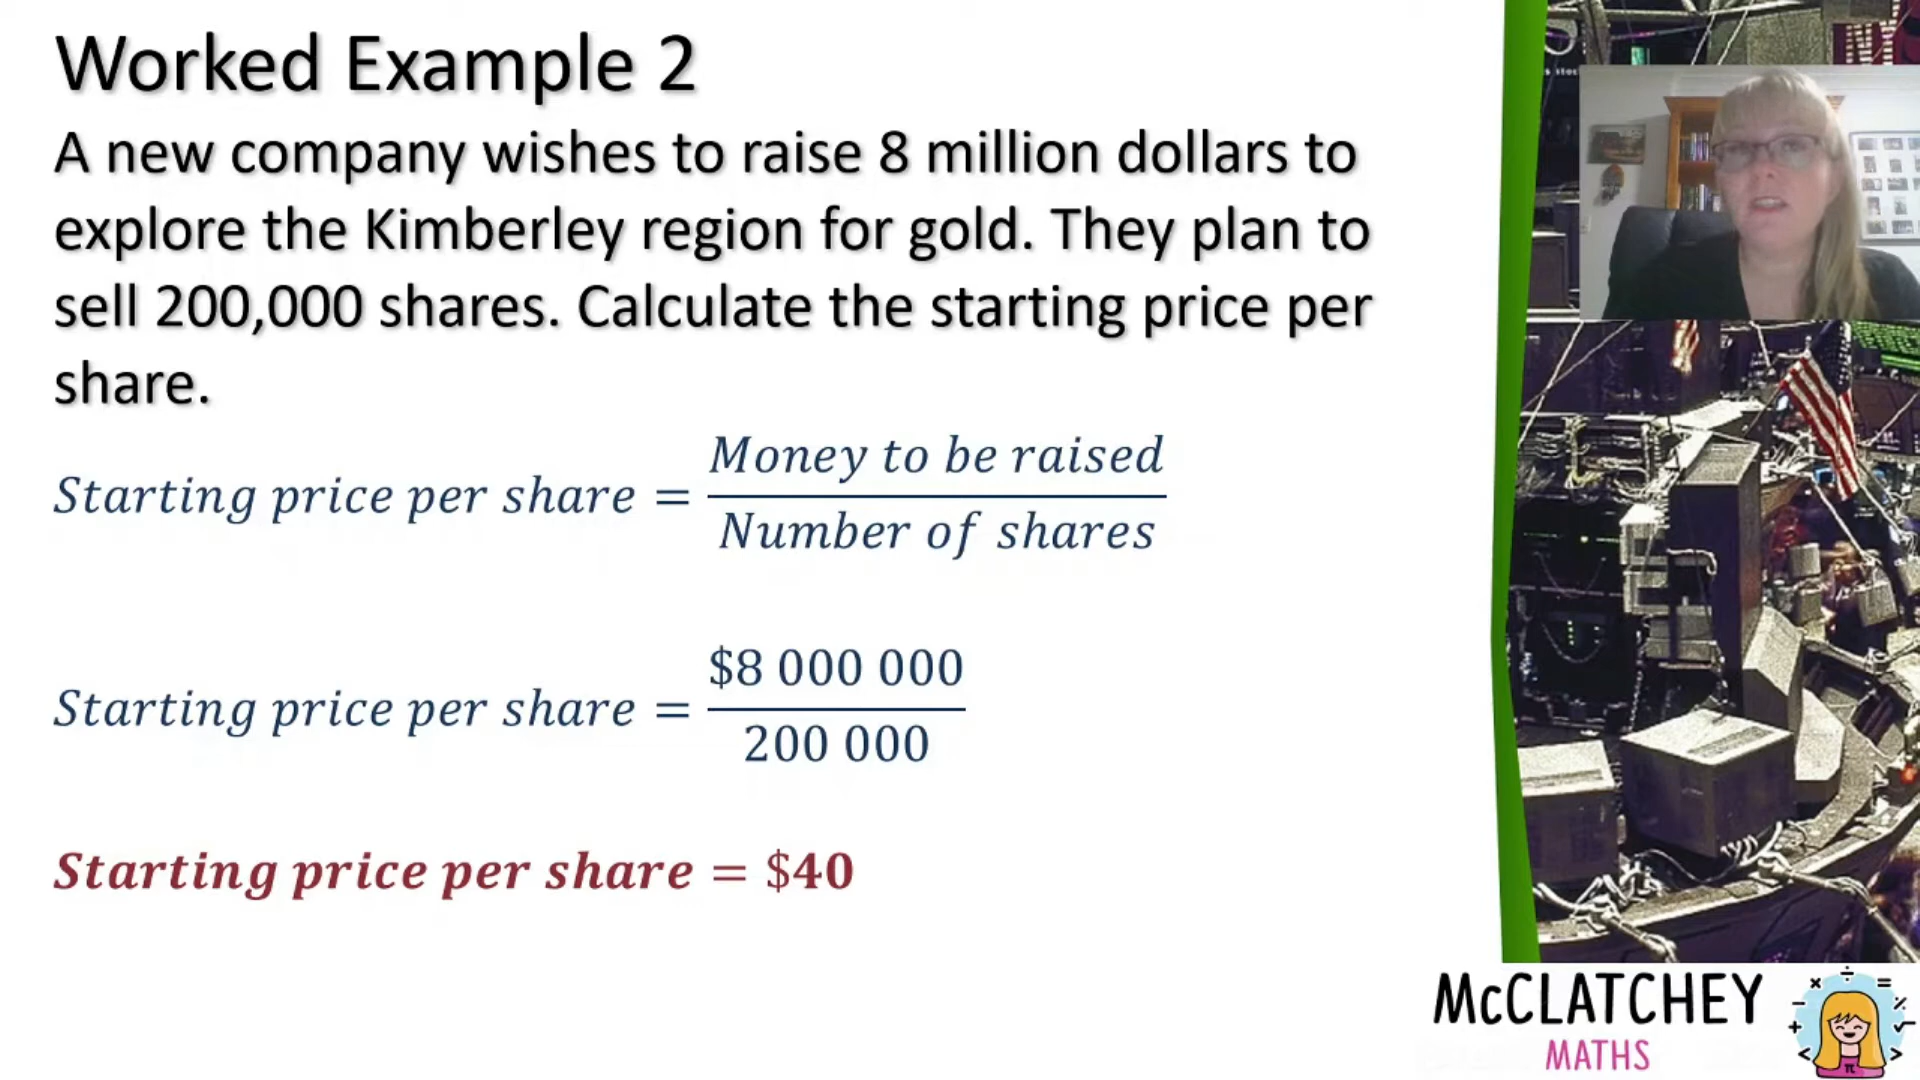 Worked Example 2
A new company wishes to raise 8 million dollars to
explore the Kimberley region for gold. They plan to
sell 200,000 shares. Calculate the starting price per
share.
Starting price per share = Money to be raised / Number of shares
Starting price per share = $8 000 000 / 200 000
Starting price per share = $40
McCLATCHEY
MATHS